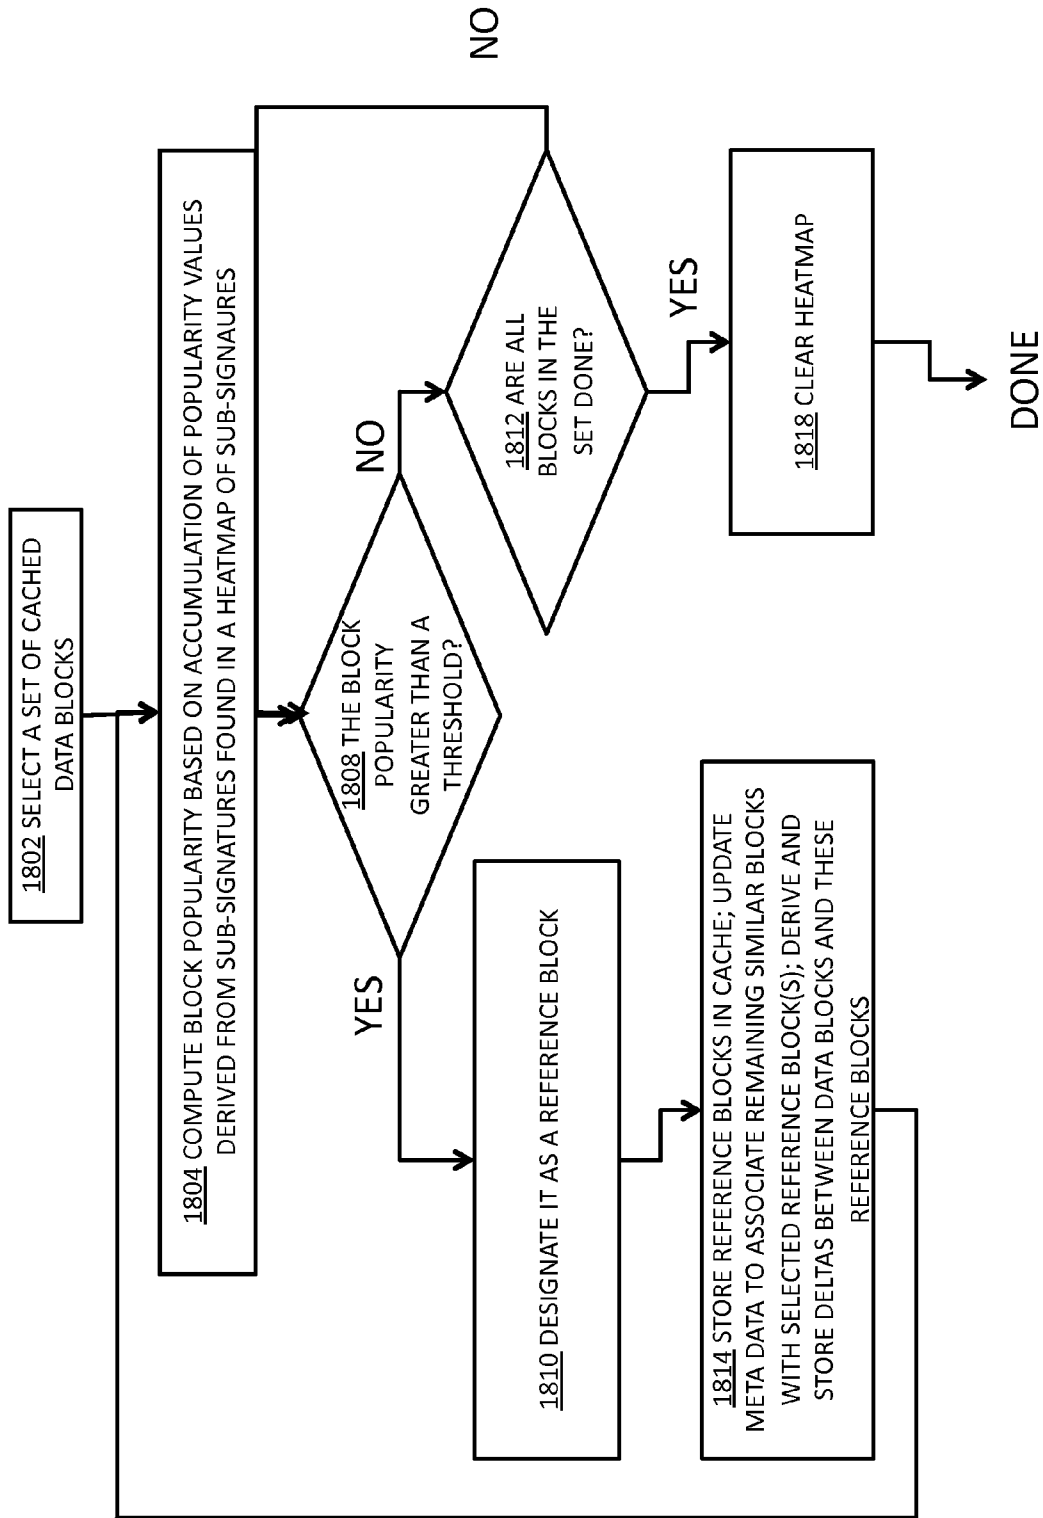 1802 SELECT A SET OF CACHED
DATA BLOCKS
1804 COMPUTE BLOCK POPULARITY BASED ON ACCUMULATION OF POPULARITY VALUES
DERIVED FROM SUB-SIGNATURES FOUND IN A HEATMAP OF SUB-SIGNAURES
1808 THE BLOCK
POPULARITY
GREATER THAN A
THRESHOLD?
YES
NO
1810 DESIGNATE IT AS A REFERENCE BLOCK
1812 ARE ALL
BLOCKS IN THE
SET DONE?
NO
YES
1814 STORE REFERENCE BLOCKS IN CACHE; UPDATE
META DATA TO ASSOCIATE REMAINING SIMILAR BLOCKS
WITH SELECTED REFERENCE BLOCK(S); DERIVE AND
STORE DELTAS BETWEEN DATA BLOCKS AND THESE
REFERENCE BLOCKS
1818 CLEAR HEATMAP
DONE